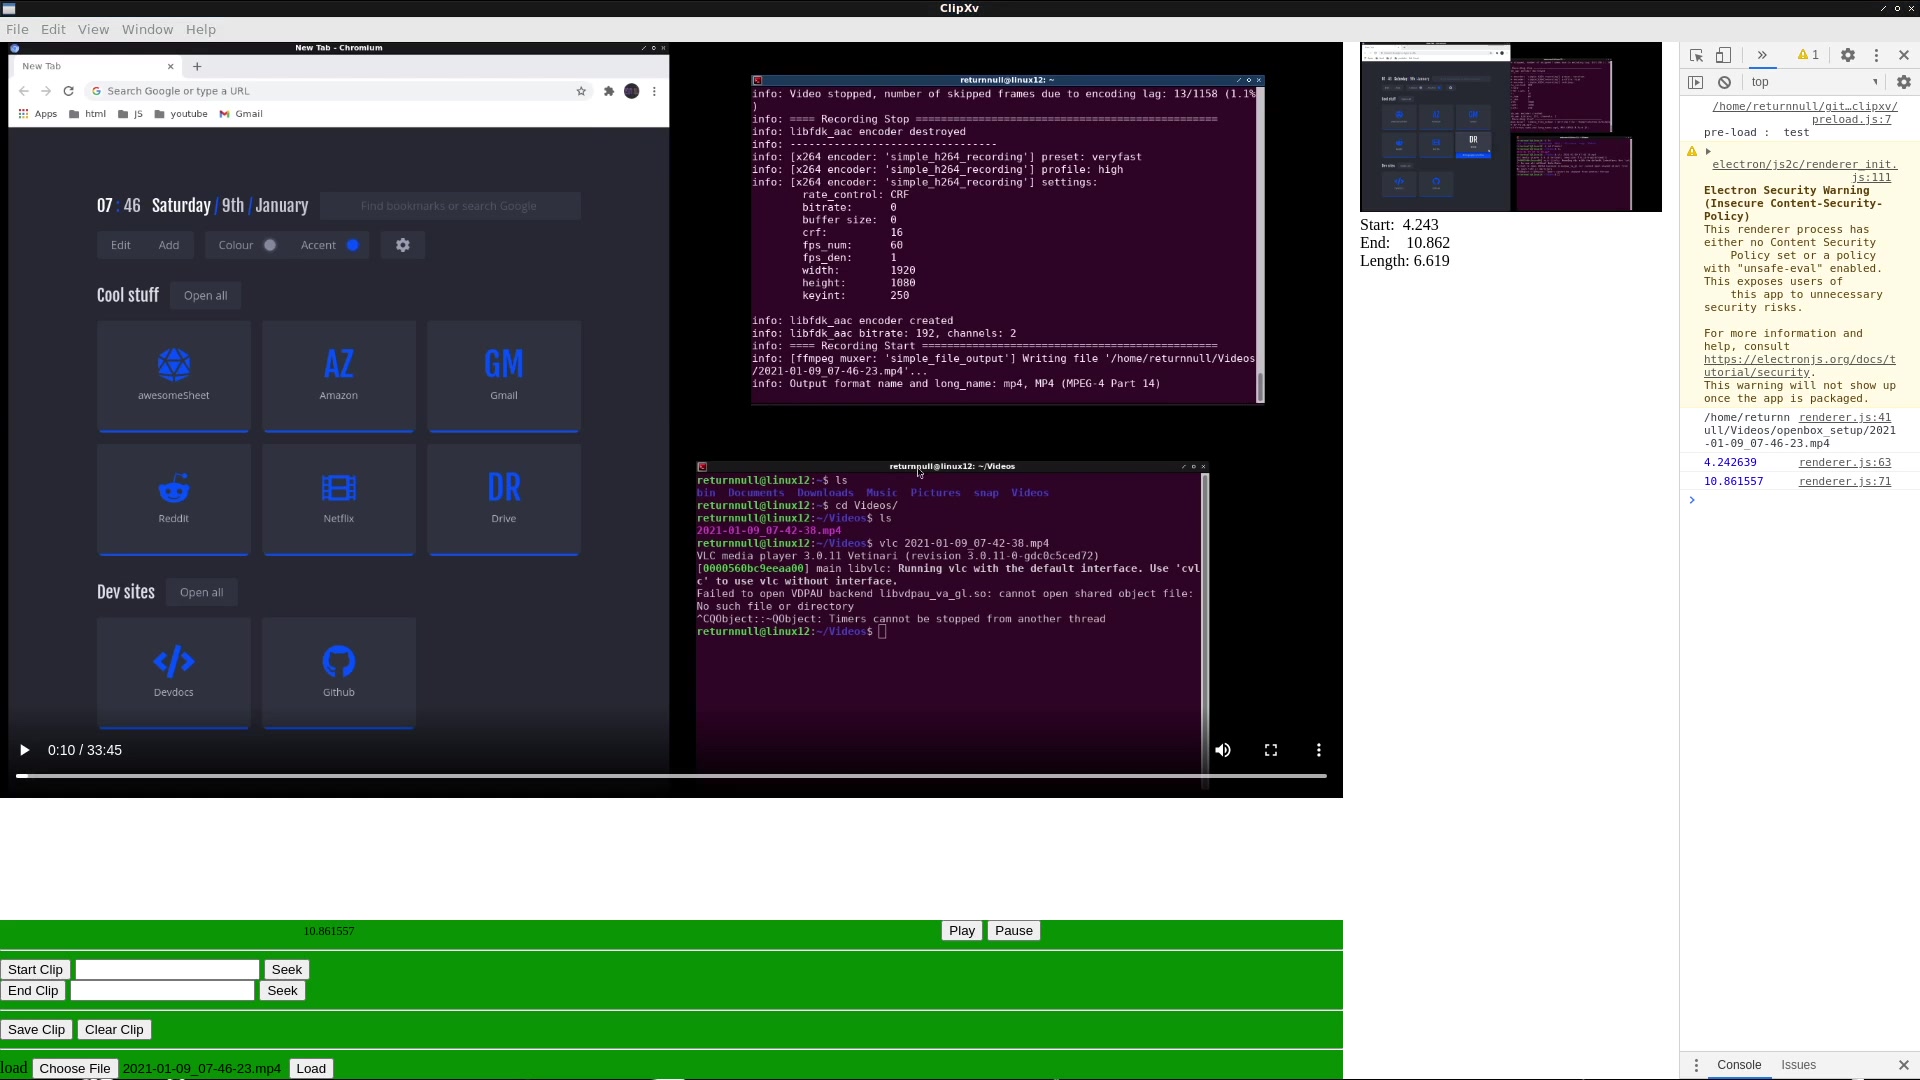 ClipXv
File Edit View Window Help
New Tab - Chromium
New Tab
Search Google or type a URL
Apps html JS youtube Gmail
07 : 46 Saturday / 9th / January
Find bookmarks or search Google
Edit Add Colour Accent
Cool stuff Open all
AZ GM
awesomeSheet Amazon Gmail
DR
Reddit Netflix Drive
Dev sites Open all
Devdocs Github
0:10 / 33:45
returnnull@linux12: ~
info: Video stopped, number of skipped frames due to encoding lag: 13/1158 (1.1%
)
info: ==== Recording Stop ================================================
info: libfdk_aac encoder destroyed
info: ---------------------------------
info: [x264 encoder: 'simple_h264_recording'] preset: veryfast
info: [x264 encoder: 'simple_h264_recording'] profile: high
info: [x264 encoder: 'simple_h264_recording'] settings:
rate_control: CRF
bitrate: 0
buffer size: 0
crf: 16
fps_num: 60
fps_den: 1
width: 1920
height: 1080
keyint: 250
info: libfdk_aac encoder created
info: libfdk_aac bitrate: 192, channels: 2
info: ==== Recording Start ===============================================
info: [ffmpeg muxer: 'simple_file_output'] Writing file '/home/returnnull/Videos
/2021-01-09_07-46-23.mp4'...
info: Output format name and long_name: mp4, MP4 (MPEG-4 Part 14)
returnnull@linux12: ~/Videos
returnnull@linux12:~$ ls
bin Documents Downloads Music Pictures snap Videos
returnnull@linux12:~$ cd Videos/
returnnull@linux12:~/Videos$ ls
2021-01-09_07-42-38.mp4
returnnull@linux12:~/Videos$ vlc 2021-01-09_07-42-38.mp4
VLC media player 3.0.11 Vetinari (revision 3.0.11-0-gdc0c5ced72)
[0000560bc9eeaa00] main libvlc: Running vlc with the default interface. Use 'cvl
c' to use vlc without interface.
Failed to open VDPAU backend libvdpau_va_gl.so: cannot open shared object file:
No such file or directory
^CQObject::~QObject: Timers cannot be stopped from another thread
returnnull@linux12:~/Videos$
Start: 4.243
End: 10.862
Length: 6.619
10.861557 Play Pause
Start Clip Seek
End Clip Seek
Save Clip Clear Clip
load Choose File 2021-01-09_07-46-23.mp4 Load
1
top
/home/returnnull/git…clipxv/
preload.js:7
pre-load : test
electron/js2c/renderer_init.
js:111
Electron Security Warning
(Insecure Content-Security-
Policy)
This renderer process has
either no Content Security
Policy set or a policy
with "unsafe-eval" enabled.
This exposes users of
this app to unnecessary
security risks.
For more information and
help, consult
https://electronjs.org/docs/t
utorial/security.
This warning will not show up
once the app is packaged.
/home/returnn renderer.js:41
ull/Videos/openbox_setup/2021
-01-09_07-46-23.mp4
4.242639 renderer.js:63
10.861557 renderer.js:71
Console Issues